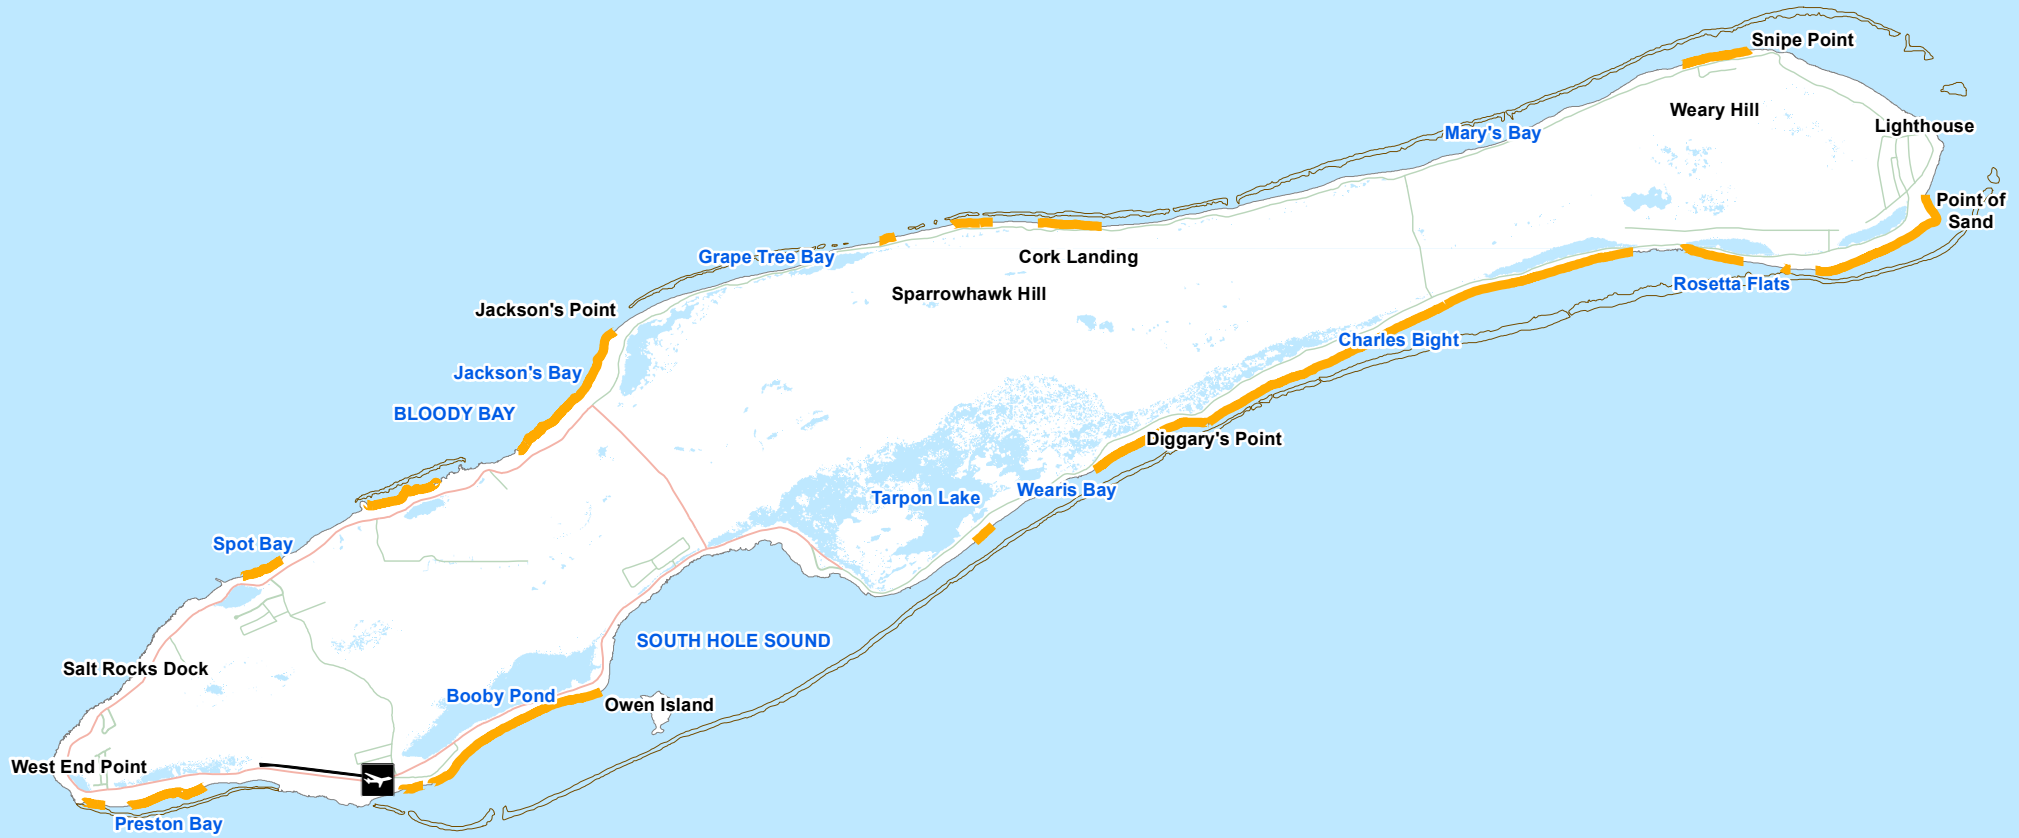 Snipe Point
Weary Hill
Lighthouse
Mary's Bay
Point of
Sand
Grape Tree Bay
Cork Landing
Rosetta Flats
Sparrowhawk Hill
Jackson's Point
Charles Bight
Jackson's Bay
BLOODY BAY
Diggary's Point
Wearis Bay
Tarpon Lake
Spot Bay
SOUTH HOLE SOUND
Salt Rocks Dock
Booby Pond
Owen Island
West End Point
Preston Bay